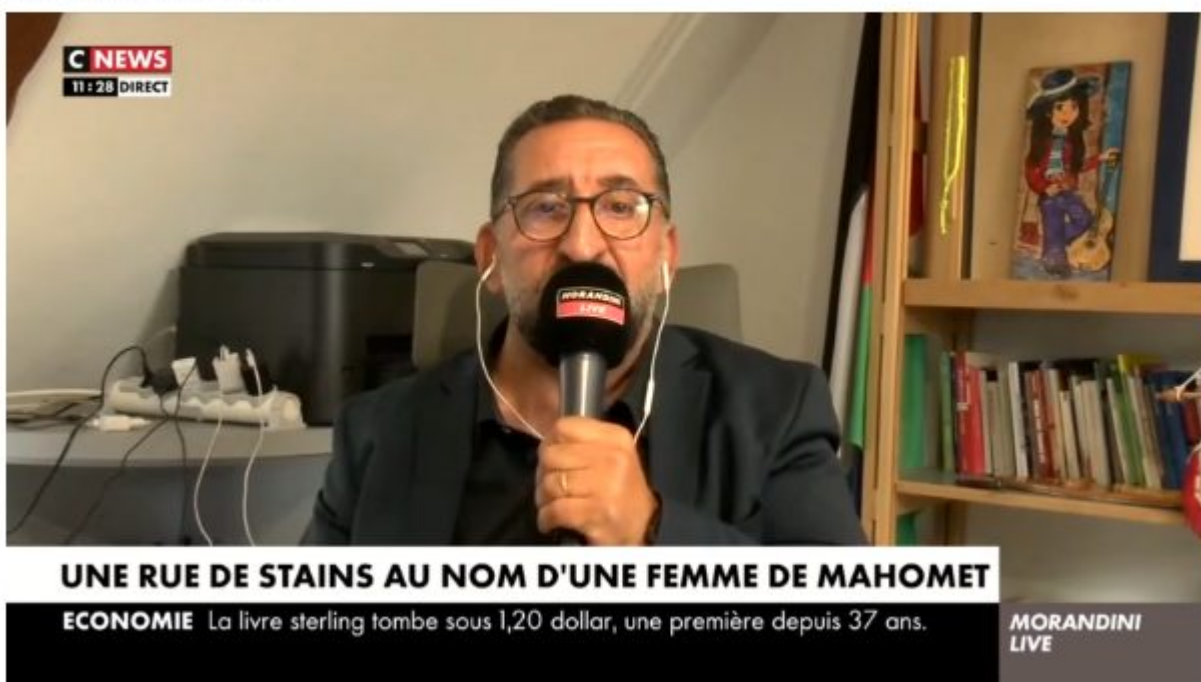 C NEWS
11:28 DIRECT
MORANDINI
LIVE
UNE RUE DE STAINS AU NOM D'UNE FEMME DE MAHOMET
ECONOMIE La livre sterling tombe sous 1,20 dollar, une première depuis 37 ans.
MORANDINI
LIVE